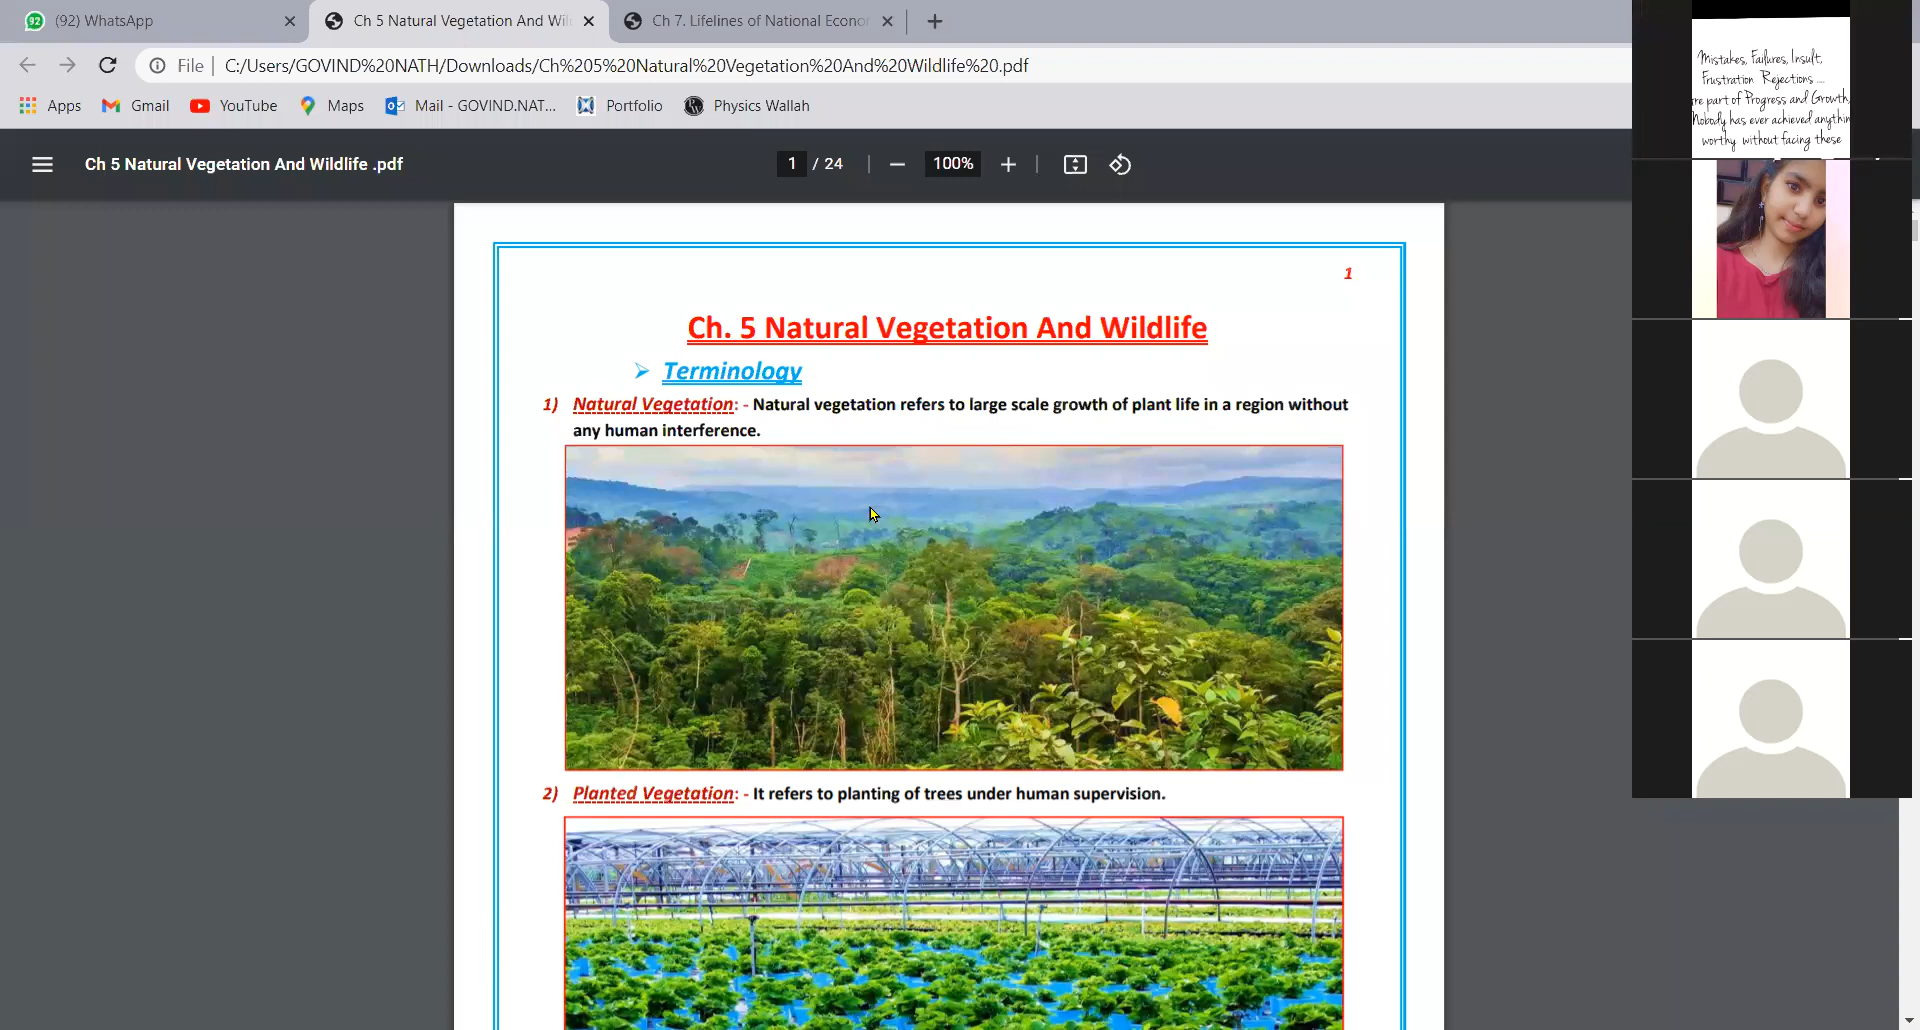 (92) WhatsApp
Ch 5 Natural Vegetation And Wil
Ch 7. Lifelines of National Econo
File
C:/Users/GOVIND%20NATH/Downloads/Ch%205%20Natural%20Vegetation%20And%20Wildlife%20.pdf
Apps
Gmail
YouTube
Maps
Mail - GOVIND.NAT...
Portfolio
Physics Wallah
Ch 5 Natural Vegetation And Wildlife .pdf
1 / 24
100%
1
Ch. 5 Natural Vegetation And Wildlife
Terminology
1) Natural Vegetation: - Natural vegetation refers to large scale growth of plant life in a region without
any human interference.
2) Planted Vegetation: - It refers to planting of trees under human supervision.
Mistakes, Failures, Insult,
Frustration Rejections ....
re part of Progress and Growth,
Nobody has ever achieved anythin
worthy without facing these
92